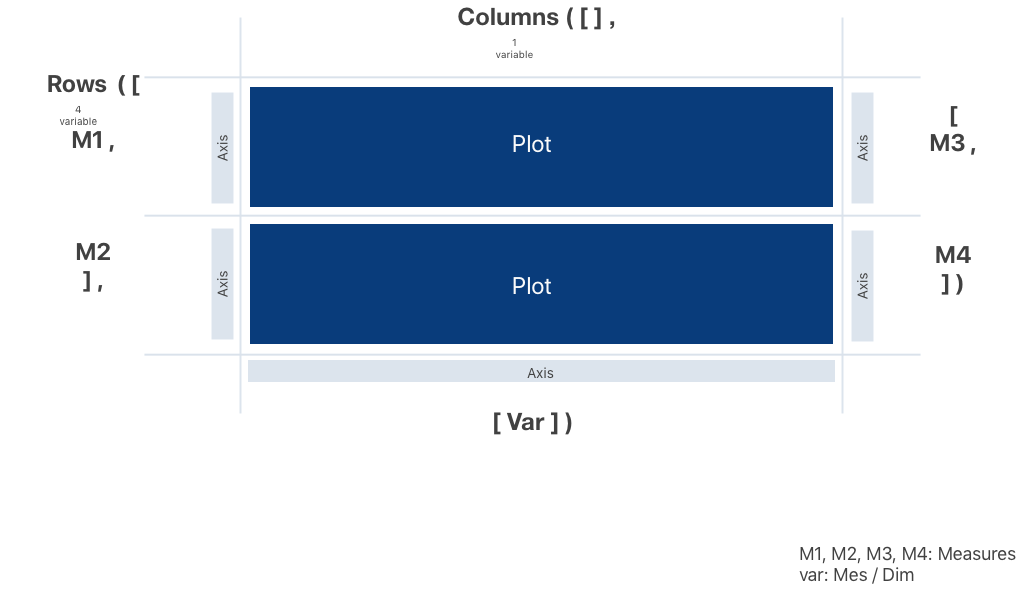 Columns ( [ ] ,
1
variable
Rows ( [
4
variable
M1 ,
Axis
Plot
Axis
[
M3 ,
M2
] ,
Axis
Plot
Axis
M4
] )
Axis
[ Var ] )
M1, M2, M3, M4: Measures
var: Mes / Dim